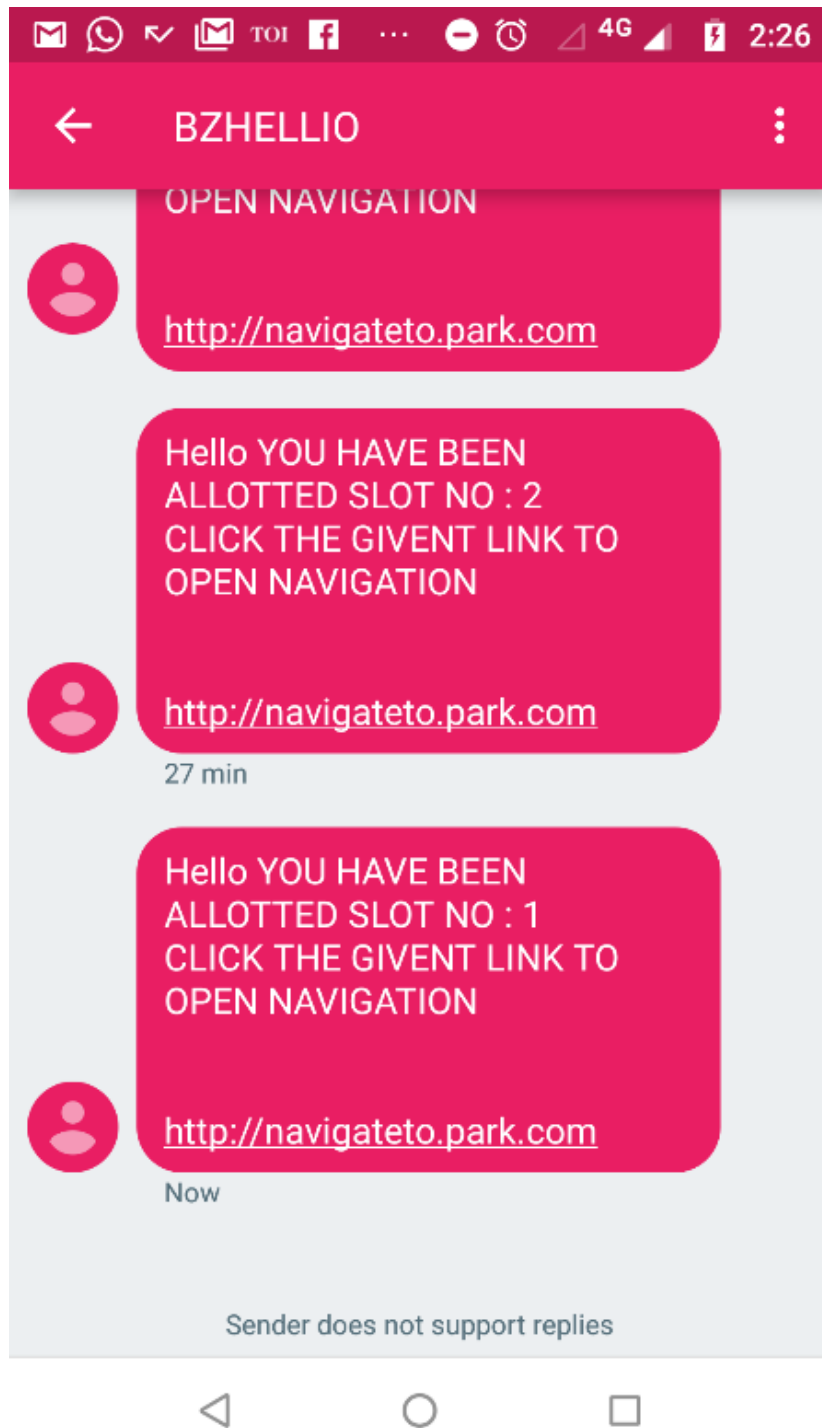 TOI 4G 2:26
BZHELLIO
OPEN NAVIGATION
http://navigateto.park.com
Hello YOU HAVE BEEN
ALLOTTED SLOT NO : 2
CLICK THE GIVENT LINK TO
OPEN NAVIGATION
http://navigateto.park.com
27 min
Hello YOU HAVE BEEN
ALLOTTED SLOT NO : 1
CLICK THE GIVENT LINK TO
OPEN NAVIGATION
http://navigateto.park.com
Now
Sender does not support replies